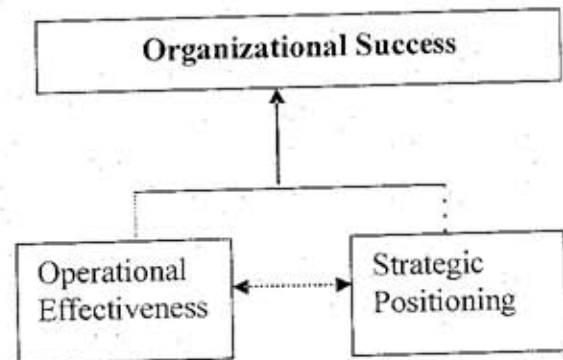 Organizational Success
Operational
Effectiveness
Strategic
Positioning